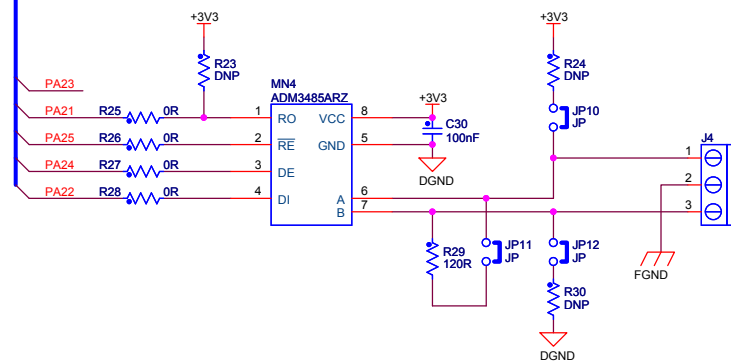 +3V3
+3V3
R23
DNP
R24
DNP
PA23
MN4
ADM3485ARZ
+3V3
JP10
JP
PA21
R25
0R
1
RO
VCC
8
C30
100nF
PA25
R26
0R
2
RE
GND
5
J4
1
PA24
R27
0R
3
DE
DGND
2
PA22
R28
0R
4
DI
A
6
B
7
3
R29
120R
JP11
JP
JP12
JP
FGND
R30
DNP
DGND